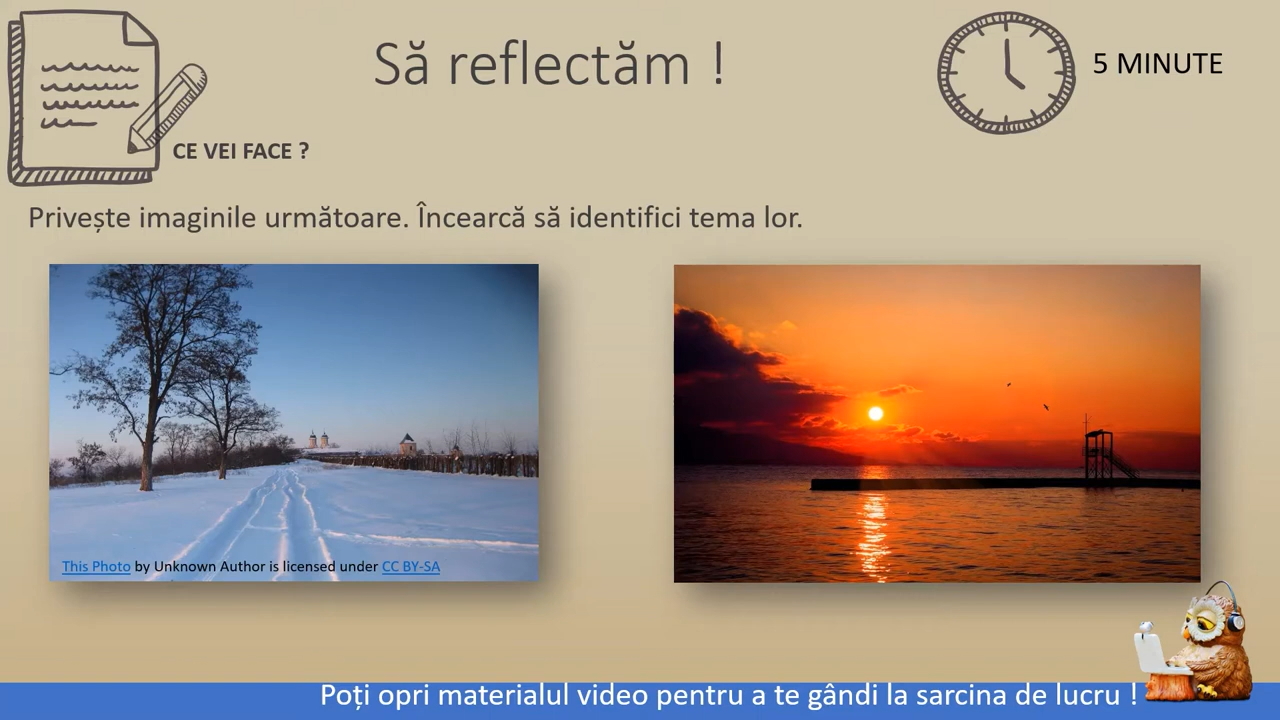 Să reflectăm !
5 MINUTE
CE VEI FACE ?
Privește imaginile următoare. Încearcă să identifici tema lor.
This Photo by Unknown Author is licensed under CC BY-SA
Poți opri materialul video pentru a te gândi la sarcina de lucru !